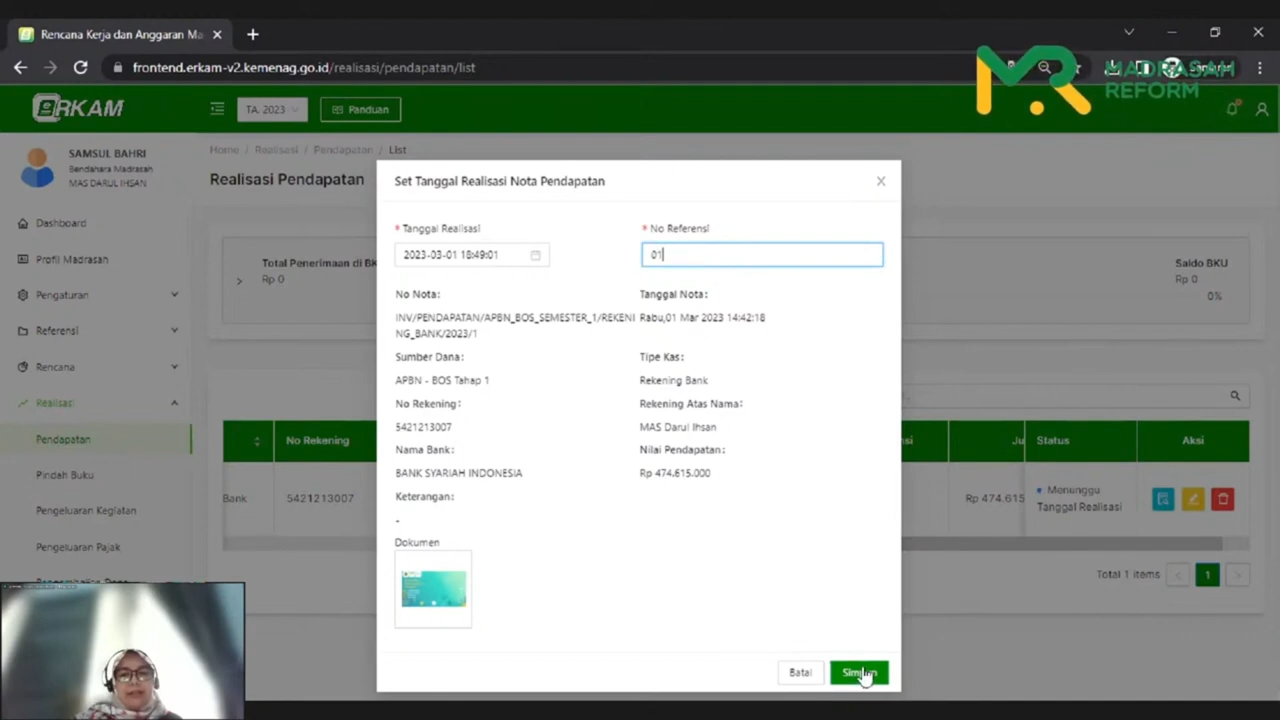 Rencana Kerja dan Anggaran Ma
frontend.erkam-v2.kemenag.go.id/realisasi/pendapatan/list
MADRASAH
REFORM
eRKAM
TA. 2023
Panduan
SAMSUL BAHRI
Bendahara Madrasah
MAS DARUL IHSAN
Home / Realisasi / Pendapatan / List
Realisasi Pendapatan
Dashboard
Profil Madrasah
Pengaturan
Referensi
Rencana
Realisasi
Pendapatan
Pindah Buku
Pengeluaran Kegiatan
Pengeluaran Pajak
Total Penerimaan di BK
Rp 0
Saldo BKU
Rp 0
0%
No Rekening
Ju
Status
Aksi
Bank
5421213007
Rp 474.615
Menunggu
Tanggal Realisasi
Total 1 items
1
Set Tanggal Realisasi Nota Pendapatan
* Tanggal Realisasi
* No Referensi
2023-03-01 18:49:01
01
No Nota:
Tanggal Nota:
INV/PENDAPATAN/APBN_BOS_SEMESTER_1/REKENI
NG_BANK/2023/1
Rabu,01 Mar 2023 14:42:18
Sumber Dana:
Tipe Kas:
APBN - BOS Tahap 1
Rekening Bank
No Rekening:
Rekening Atas Nama:
5421213007
MAS Darul Ihsan
Nama Bank:
Nilai Pendapatan:
BANK SYARIAH INDONESIA
Rp 474.615.000
Keterangan:
-
Dokumen
Batal
Simpan